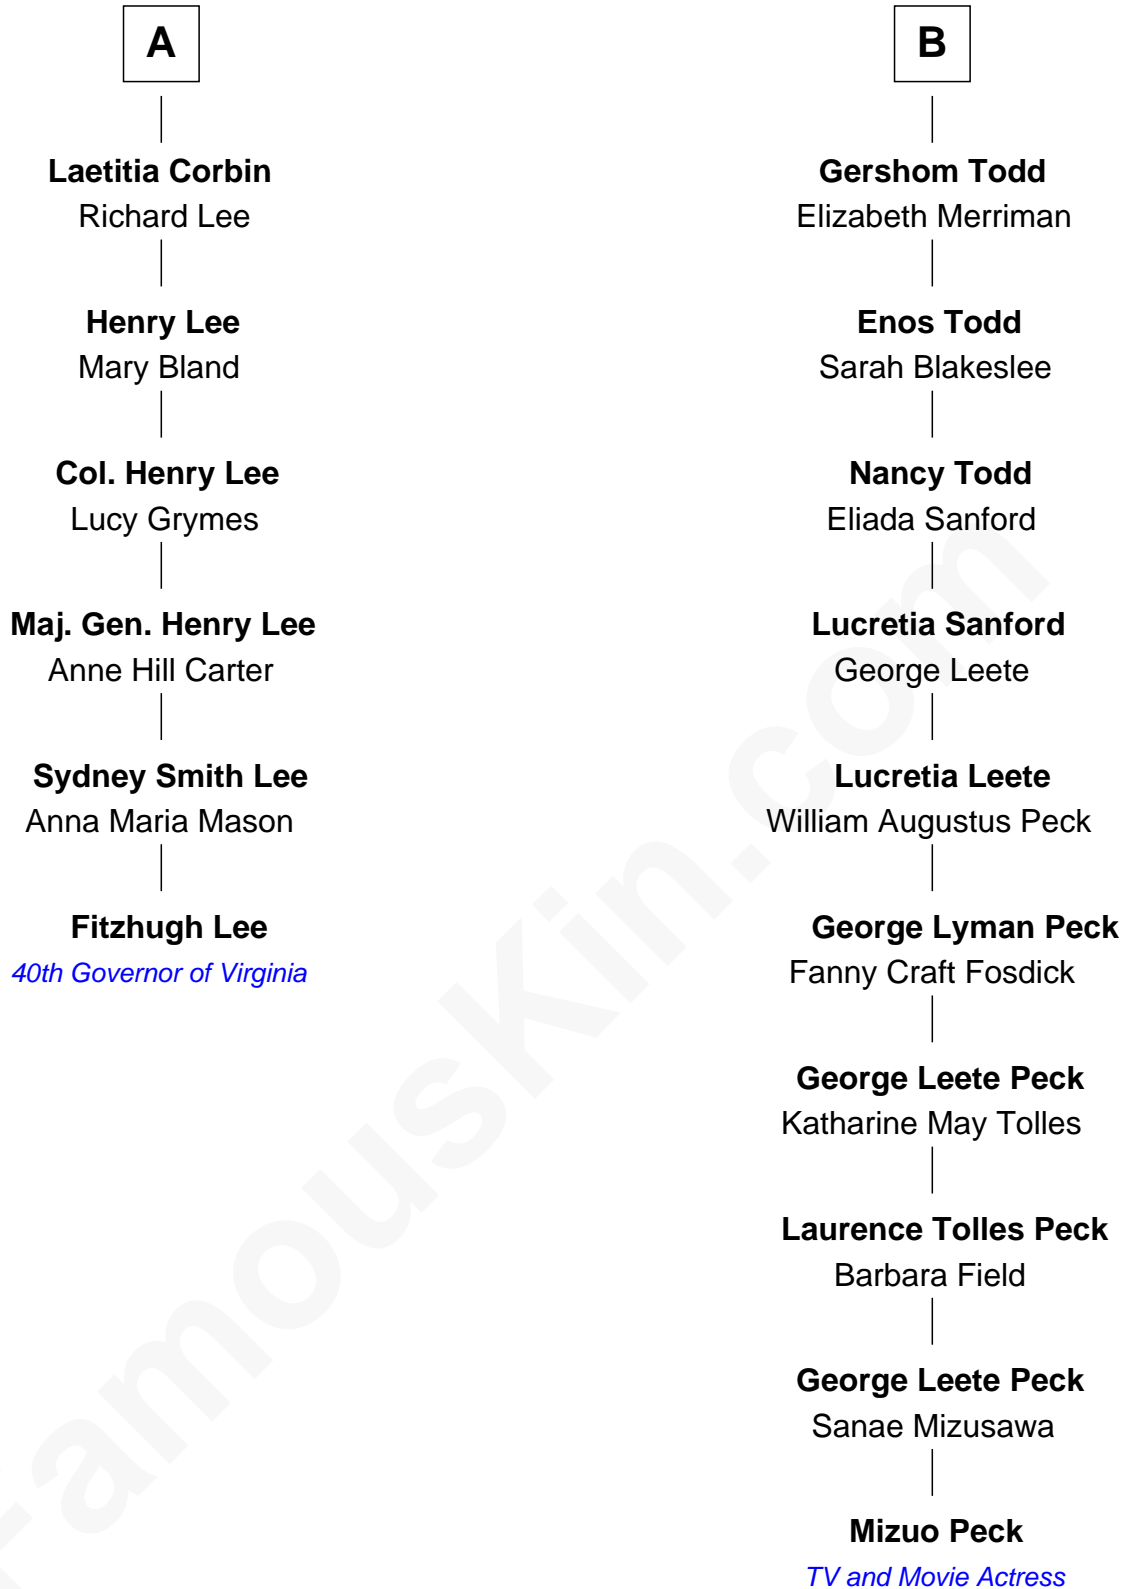 A
Laetitia Corbin
Richard Lee
Henry Lee
Mary Bland
Col. Henry Lee
Lucy Grymes
Maj. Gen. Henry Lee
Anne Hill Carter
Sydney Smith Lee
Anna Maria Mason
Fitzhugh Lee
40th Governor of Virginia
B
Gershom Todd
Elizabeth Merriman
Enos Todd
Sarah Blakeslee
Nancy Todd
Eliada Sanford
Lucretia Sanford
George Leete
Lucretia Leete
William Augustus Peck
George Lyman Peck
Fanny Craft Fosdick
George Leete Peck
Katharine May Tolles
Laurence Tolles Peck
Barbara Field
George Leete Peck
Sanae Mizusawa
Mizuo Peck
TV and Movie Actress
FamousKin.com